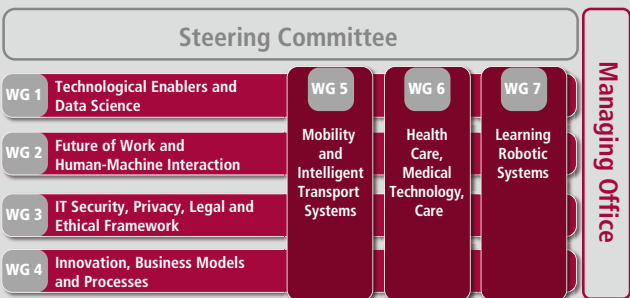 Steering Committee
WG 1
Technological Enablers and
Data Science
WG 2
Future of Work and
Human-Machine Interaction
WG 3
IT Security, Privacy, Legal and
Ethical Framework
WG 4
Innovation, Business Models
and Processes
WG 5
Mobility
and
Intelligent
Transport
Systems
WG 6
Health
Care,
Medical
Technology,
Care
WG 7
Learning
Robotic
Systems
Managing Office